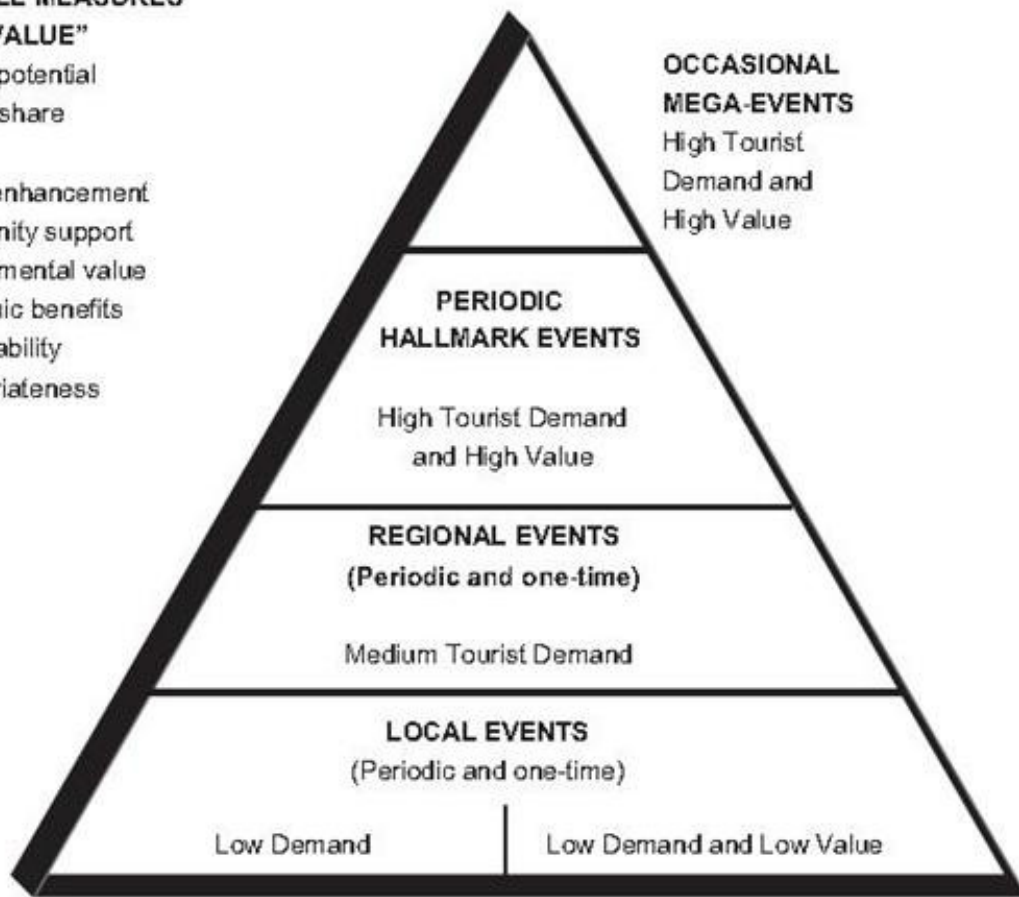 VALUE”
potential
share
enhancement
support
value
benefits
OCCASIONAL
MEGA-EVENTS
High Tourist
Demand and
High Value
PERIODIC
HALLMARK EVENTS
High Tourist Demand
and High Value
REGIONAL EVENTS
(Periodic and one-time)
Medium Tourist Demand
LOCAL EVENTS
(Periodic and one-time)
Low Demand
Low Demand and Low Value